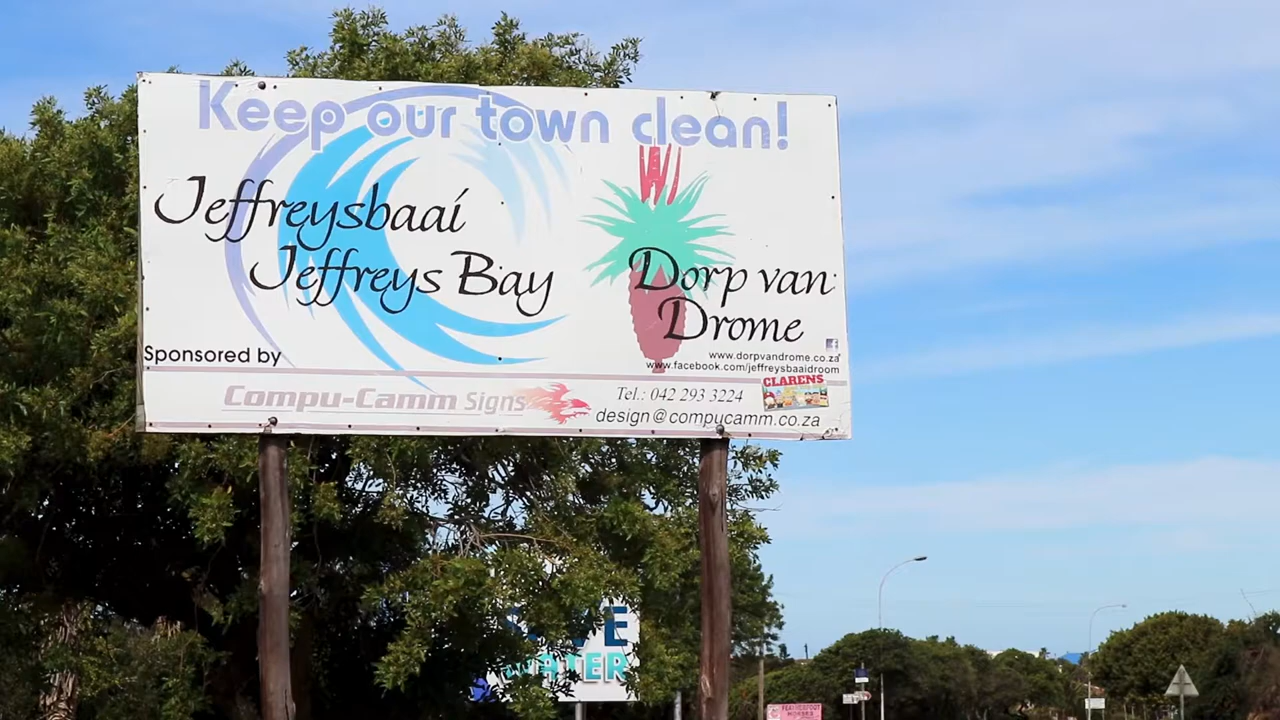 Keep our town clean!
Jeffreysbaai
Jeffreys Bay
Dorp van
Drome
www.dorpvandrome.co.za
www.facebook.com/jeffreysbaaidroom
Sponsored by
Compu-Camm Signs
Tel.: 042 293 3224
design@compucamm.co.za
CLARENS
WATER